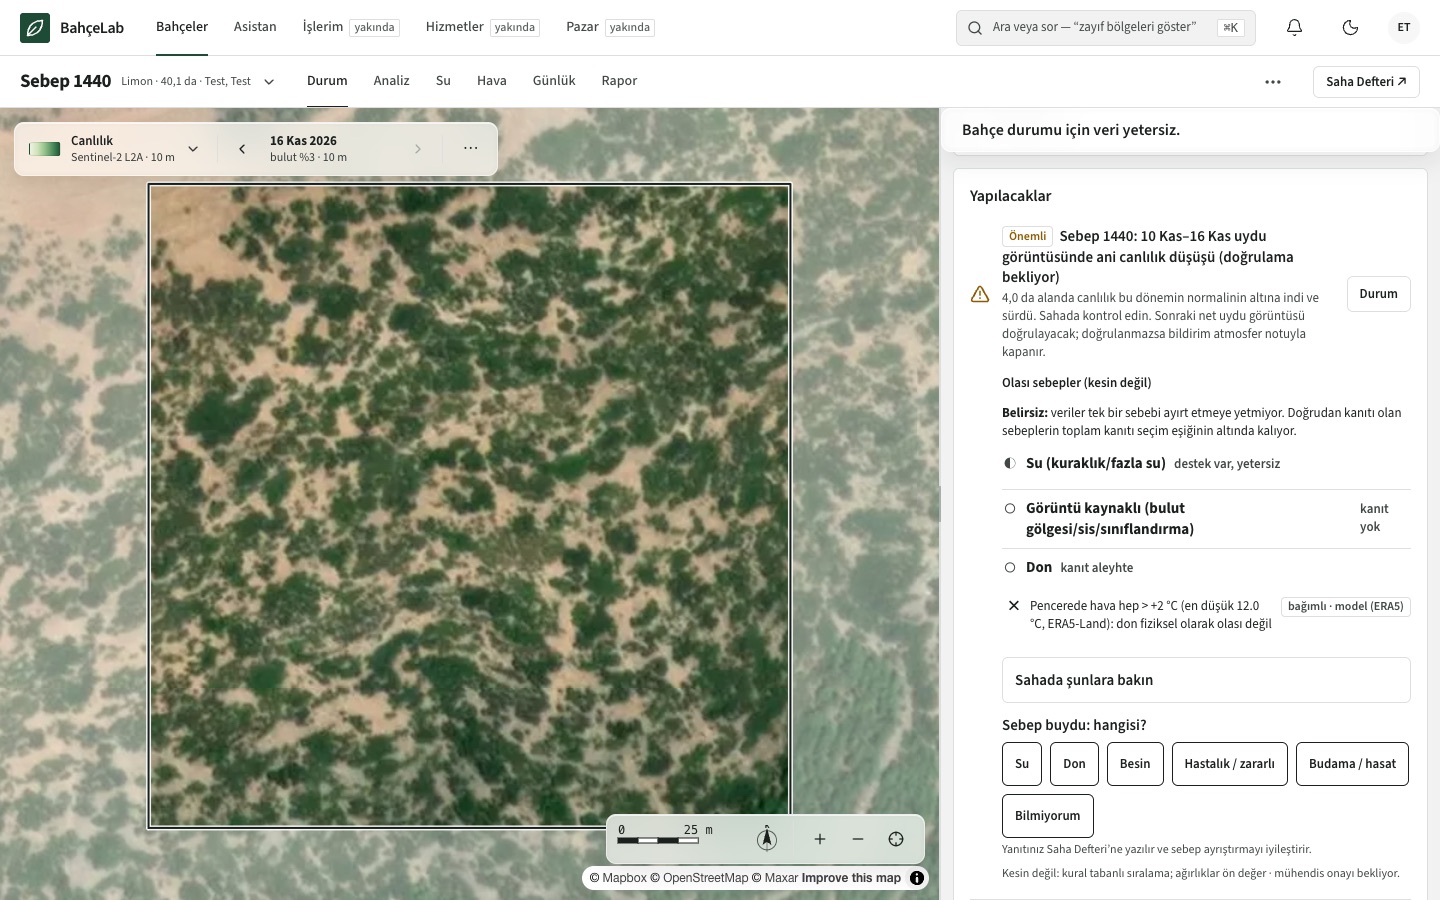 BahçeLab
Bahçeler
Asistan
İşlerim yakında
Hizmetler yakında
Pazar yakında
Ara veya sor — “zayıf bölgeleri göster”
⌘K
ET
Sebep 1440
Limon · 40,1 da · Test, Test
Durum
Analiz
Su
Hava
Günlük
Rapor
Saha Defteri ↗
Canlılık
Sentinel-2 L2A · 10 m
16 Kas 2026
bulut %3 · 10 m
0 25 m
© Mapbox © OpenStreetMap © Maxar Improve this map
Bahçe durumu için veri yetersiz.
Yapılacaklar
Önemli Sebep 1440: 10 Kas–16 Kas uydu
görüntüsünde ani canlılık düşüşü (doğrulama
bekliyor)
4,0 da alanda canlılık bu dönemin normalinin altına indi ve
sürdü. Sahada kontrol edin. Sonraki net uydu görüntüsü
doğrulayacak; doğrulanmazsa bildirim atmosfer notuyla
kapanır.
Durum
Olası sebepler (kesin değil)
Belirsiz: veriler tek bir sebebi ayırt etmeye yetmiyor. Doğrudan kanıtı olan
sebeplerin toplam kanıtı seçim eşiğinin altında kalıyor.
Su (kuraklık/fazla su) destek var, yetersiz
Görüntü kaynaklı (bulut
gölgesi/sis/sınıflandırma)
kanıt
yok
Don kanıt aleyhte
Pencerede hava hep > +2 °C (en düşük 12.0
°C, ERA5-Land): don fiziksel olarak olası değil
bağımlı · model (ERA5)
Sahada şunlara bakın
Sebep buydu: hangisi?
Su
Don
Besin
Hastalık / zararlı
Budama / hasat
Bilmiyorum
Yanıtınız Saha Defteri’ne yazılır ve sebep ayrıştırmayı iyileştirir.
Kesin değil: kural tabanlı sıralama; ağırlıklar ön değer · mühendis onayı bekliyor.